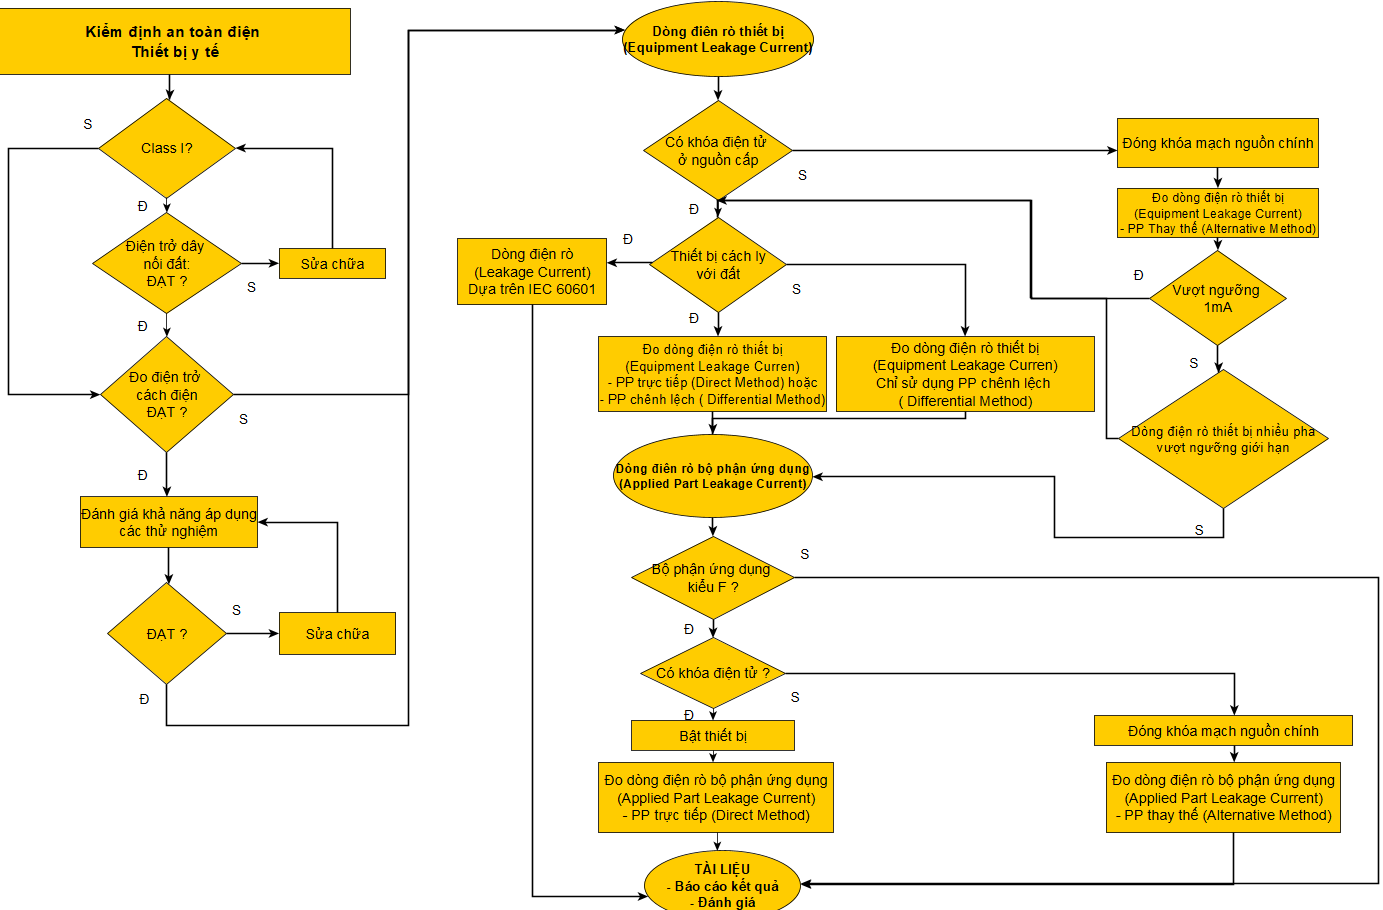 Kiểm định an toàn điện
Thiết bị y tế
S
Class I?
Đ
Điện trở dây
nối đất:
ĐẠT ?
S
Sửa chữa
Đ
Đo điện trở
cách điện
ĐẠT ?
S
Đ
Đánh giá khả năng áp dụng
các thử nghiệm
ĐẠT ?
S
Sửa chữa
Đ
Dòng điên rò thiết bị
(Equipment Leakage Current)
Có khóa điện tử
ở nguồn cấp
S
Đ
Đóng khóa mạch nguồn chính
Đo dòng điện rò thiết bị
(Equipment Leakage Current)
- PP Thay thế (Alternative Method)
Đ
Vượt ngưỡng
1mA
S
Dòng điện rò thiết bị nhiều pha
vượt ngưỡng giới hạn
S
Thiết bị cách ly
với đất
Đ
S
Đ
Dòng điện rò
(Leakage Current)
Dựa trên IEC 60601
Đo dòng điện rò thiết bị
(Equipment Leakage Curren)
- PP trực tiếp (Direct Method) hoặc
- PP chênh lệch ( Differential Method)
Đo dòng điện rò thiết bị
(Equipment Leakage Curren)
Chỉ sử dụng PP chênh lệch
( Differential Method)
Dòng điên rò bộ phận ứng dụng
(Applied Part Leakage Current)
Bộ phận ứng dụng
kiểu F ?
S
Đ
Có khóa điện tử ?
S
Đ
Bật thiết bị
Đo dòng điện rò bộ phận ứng dụng
(Applied Part Leakage Current)
- PP trực tiếp (Direct Method)
Đóng khóa mạch nguồn chính
Đo dòng điện rò bộ phận ứng dụng
(Applied Part Leakage Current)
- PP thay thế (Alternative Method)
TÀI LIỆU
- Báo cáo kết quả
- Đánh giá